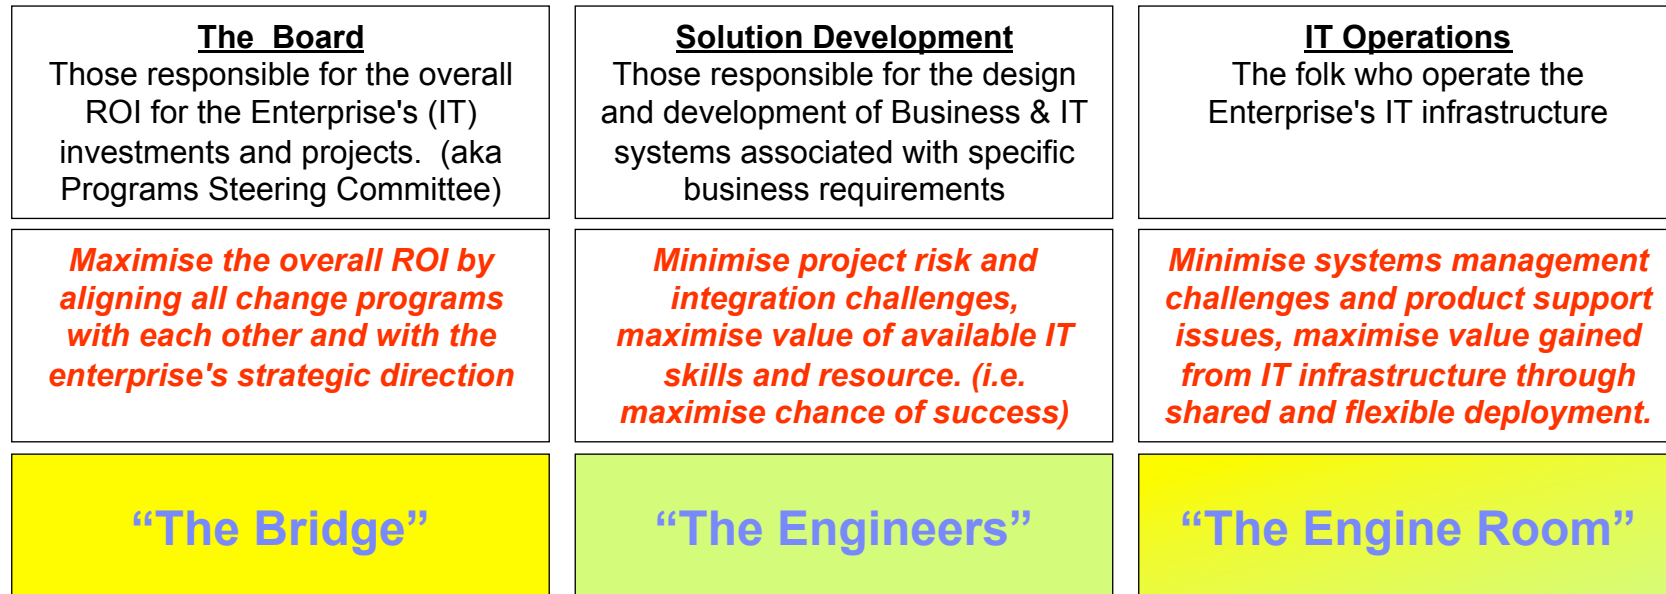 The Board
Those responsible for the overall
ROI for the Enterprise's (IT)
investments and projects. (aka
Programs Steering Committee)
Solution Development
Those responsible for the design
and development of Business & IT
systems associated with specific
business requirements
IT Operations
The folk who operate the
Enterprise's IT infrastructure
Maximise the overall ROI by
aligning all change programs
with each other and with the
enterprise's strategic direction
Minimise project risk and
integration challenges,
maximise value of available IT
skills and resource. (i.e.
maximise chance of success)
Minimise systems management
challenges and product support
issues, maximise value gained
from IT infrastructure through
shared and flexible deployment.
“The Bridge”
“The Engineers”
“The Engine Room”